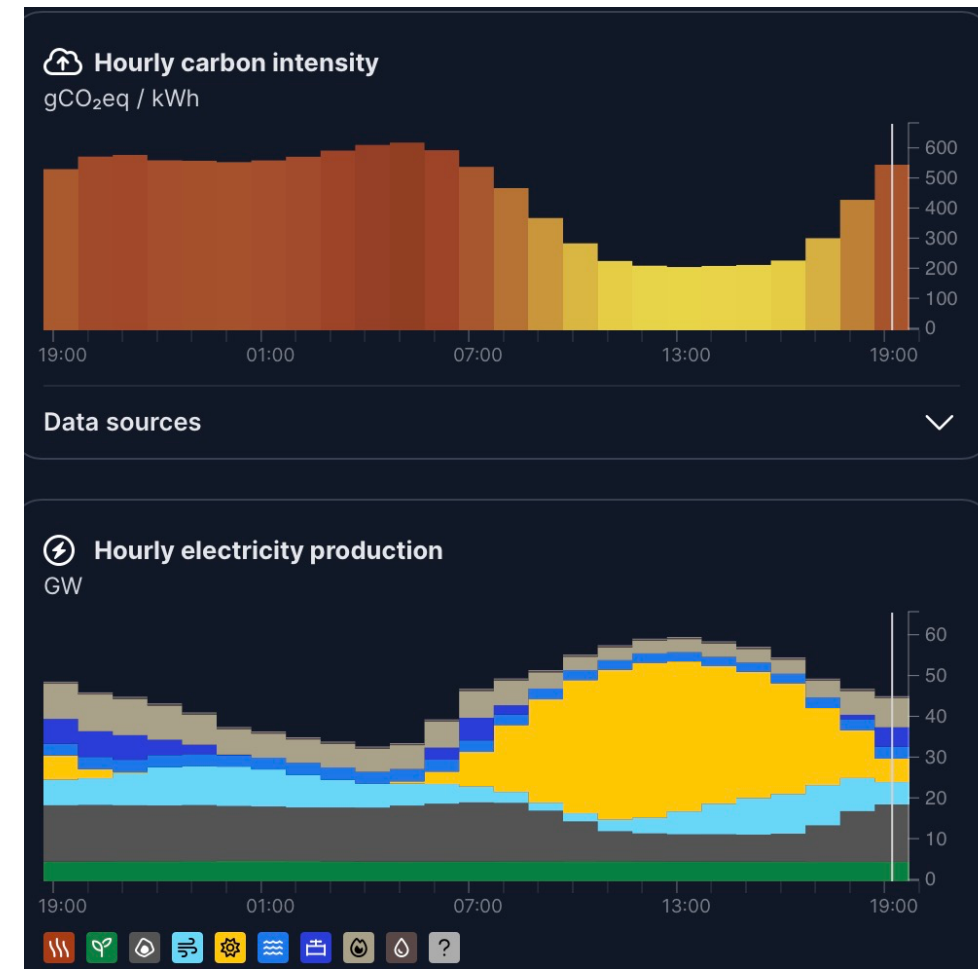 Hourly carbon intensity
gCO₂eq / kWh
600
500
400
300
200
100
0
19:00 01:00 07:00 13:00 19:00
Data sources
Hourly electricity production
GW
60
50
40
30
20
10
0
19:00 01:00 07:00 13:00 19:00
?